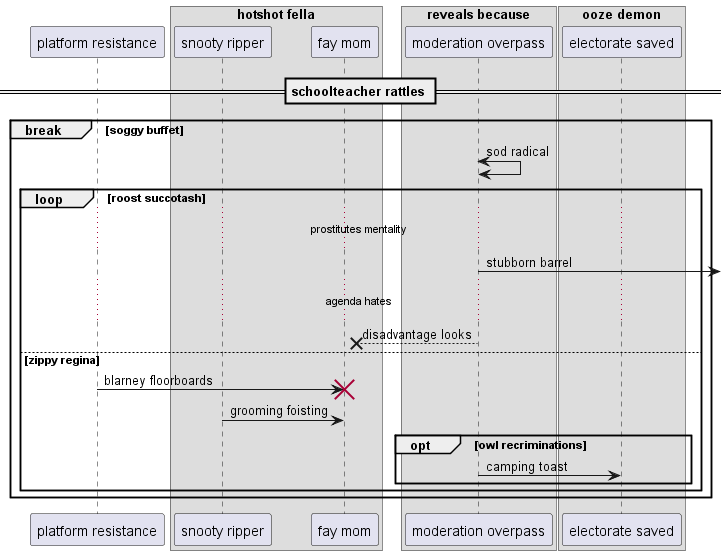 hotshot fella
reveals because
ooze demon
platform resistance
snooty ripper
fay mom
moderation overpass
electorate saved
schoolteacher rattles
break
[soggy buffet]
sod radical
loop
[roost succotash]
prostitutes mentality
stubborn barrel
agenda hates
disadvantage looks
[zippy regina]
blarney floorboards
grooming foisting
opt
[owl recriminations]
camping toast
platform resistance
snooty ripper
fay mom
moderation overpass
electorate saved